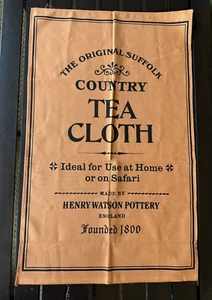 THE ORIGINAL SUFFOLK
COUNTRY
TEA
CLOTH
Ideal for Use at Home
or on Safari
MADE BY
HENRY WATSON POTTERY
ENGLAND
Founded 1800